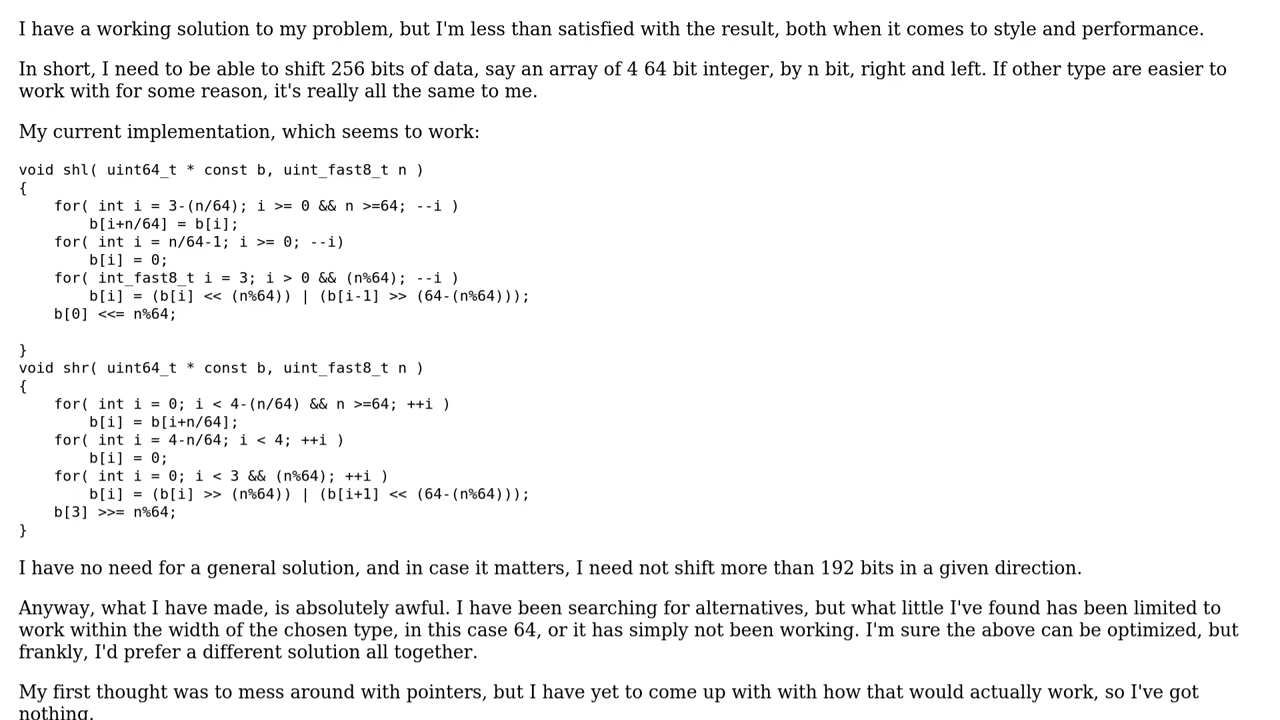 I have a working solution to my problem, but I'm less than satisfied with the result, both when it comes to style and performance.
In short, I need to be able to shift 256 bits of data, say an array of 4 64 bit integer, by n bit, right and left. If other type are easier to
work with for some reason, it's really all the same to me.
My current implementation, which seems to work:
void shl( uint64_t * const b, uint_fast8_t n )
{
    for( int i = 3-(n/64); i >= 0 && n >=64; --i )
        b[i+n/64] = b[i];
    for( int i = n/64-1; i >= 0; --i)
        b[i] = 0;
    for( int_fast8_t i = 3; i > 0 && (n%64); --i )
        b[i] = (b[i] << (n%64)) | (b[i-1] >> (64-(n%64)));
    b[0] <<= n%64;
}
void shr( uint64_t * const b, uint_fast8_t n )
{
    for( int i = 0; i < 4-(n/64) && n >=64; ++i )
        b[i] = b[i+n/64];
    for( int i = 4-n/64; i < 4; ++i )
        b[i] = 0;
    for( int i = 0; i < 3 && (n%64); ++i )
        b[i] = (b[i] >> (n%64)) | (b[i+1] << (64-(n%64)));
    b[3] >>= n%64;
}
I have no need for a general solution, and in case it matters, I need not shift more than 192 bits in a given direction.
Anyway, what I have made, is absolutely awful. I have been searching for alternatives, but what little I've found has been limited to
work within the width of the chosen type, in this case 64, or it has simply not been working. I'm sure the above can be optimized, but
frankly, I'd prefer a different solution all together.
My first thought was to mess around with pointers, but I have yet to come up with with how that would actually work, so I've got
nothing.